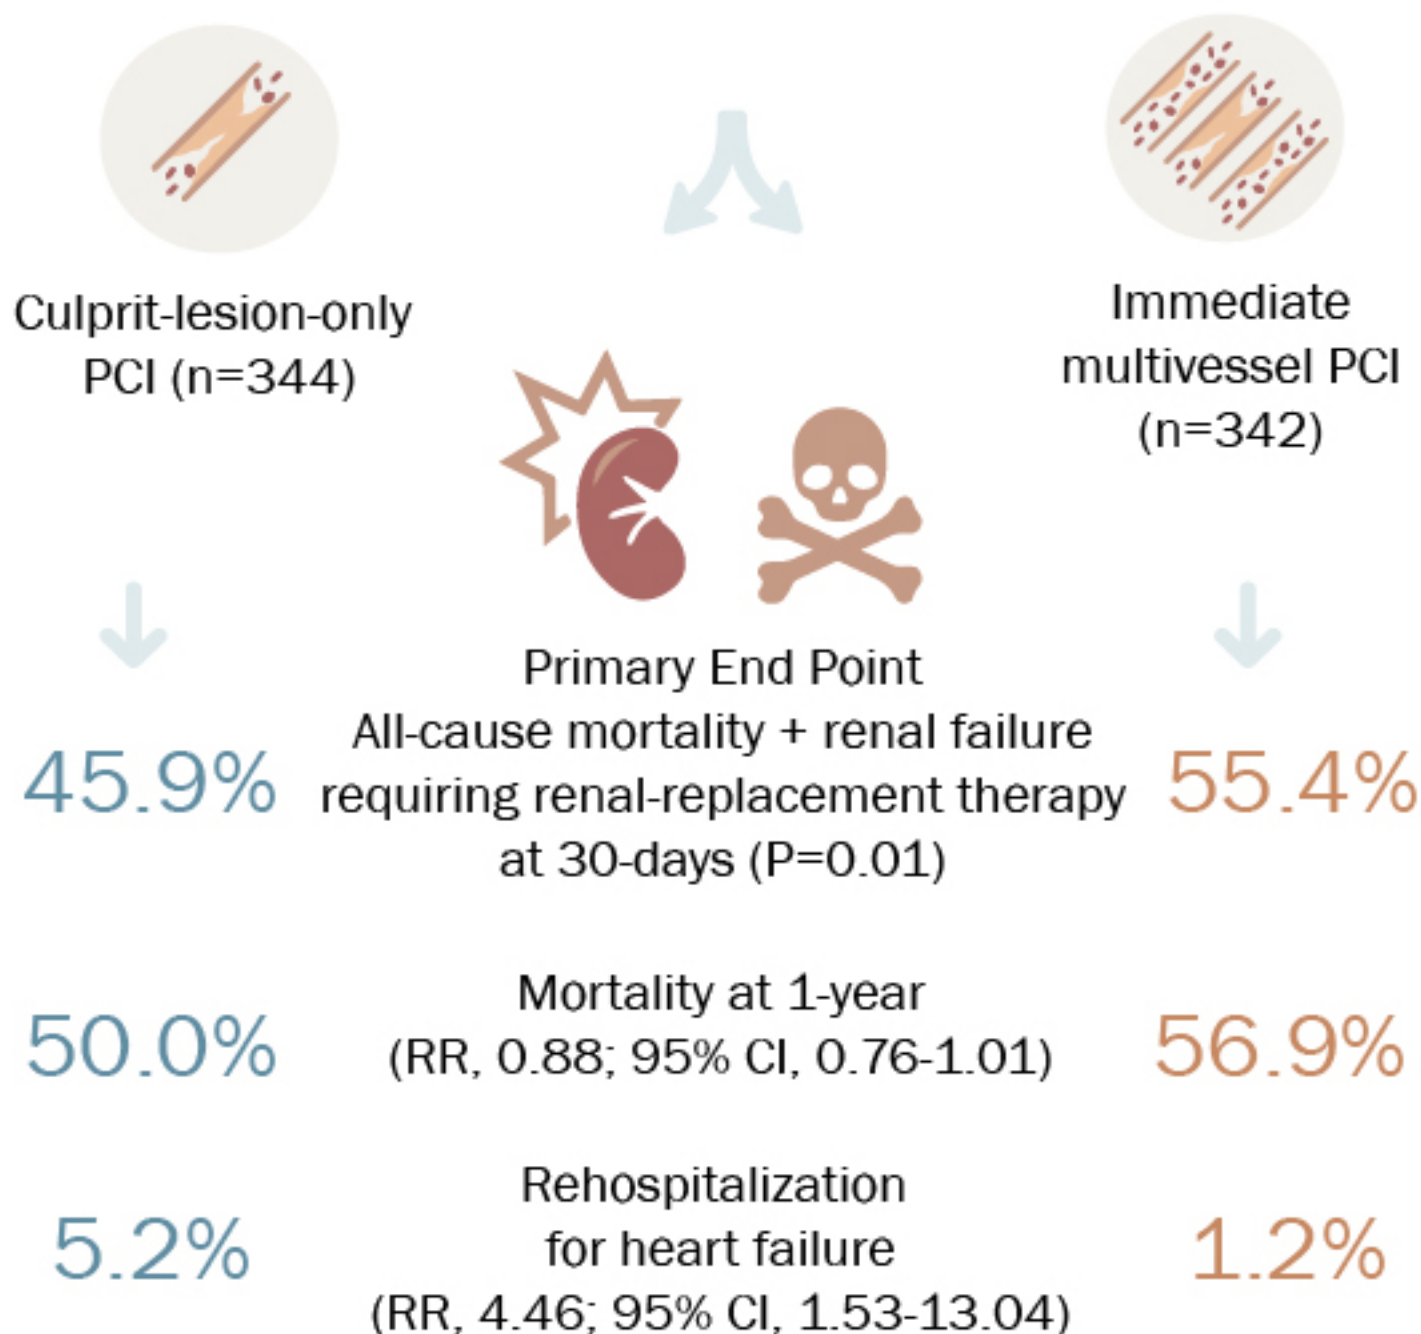 Culprit-lesion-only
PCI (n=344)
Immediate
multivessel PCI
(n=342)
Primary End Point
All-cause mortality + renal failure
requiring renal-replacement therapy
at 30-days (P=0.01)
45.9%
55.4%
Mortality at 1-year
(RR, 0.88; 95% CI, 0.76-1.01)
50.0%
56.9%
Rehospitalization
for heart failure
(RR, 4.46; 95% CI, 1.53-13.04)
5.2%
1.2%